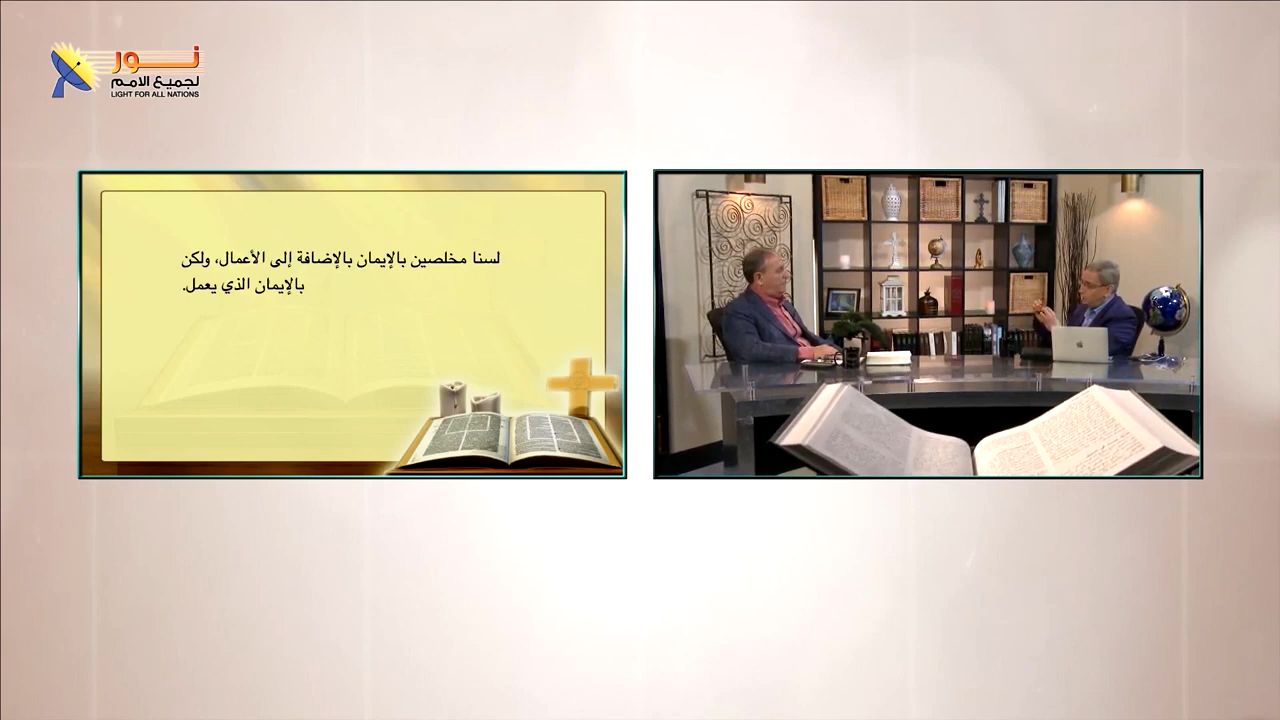 نور
لجميع الامم
LIGHT FOR ALL NATIONS
لسنا مخلصين بالإيمان بالإضافة إلى الأعمال، ولكن
بالإيمان الذي يعمل.